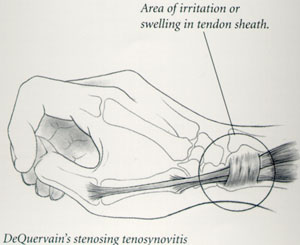 Area of irritation or
swelling in tendon sheath.
DeQuervain's stenosing tenosynovitis